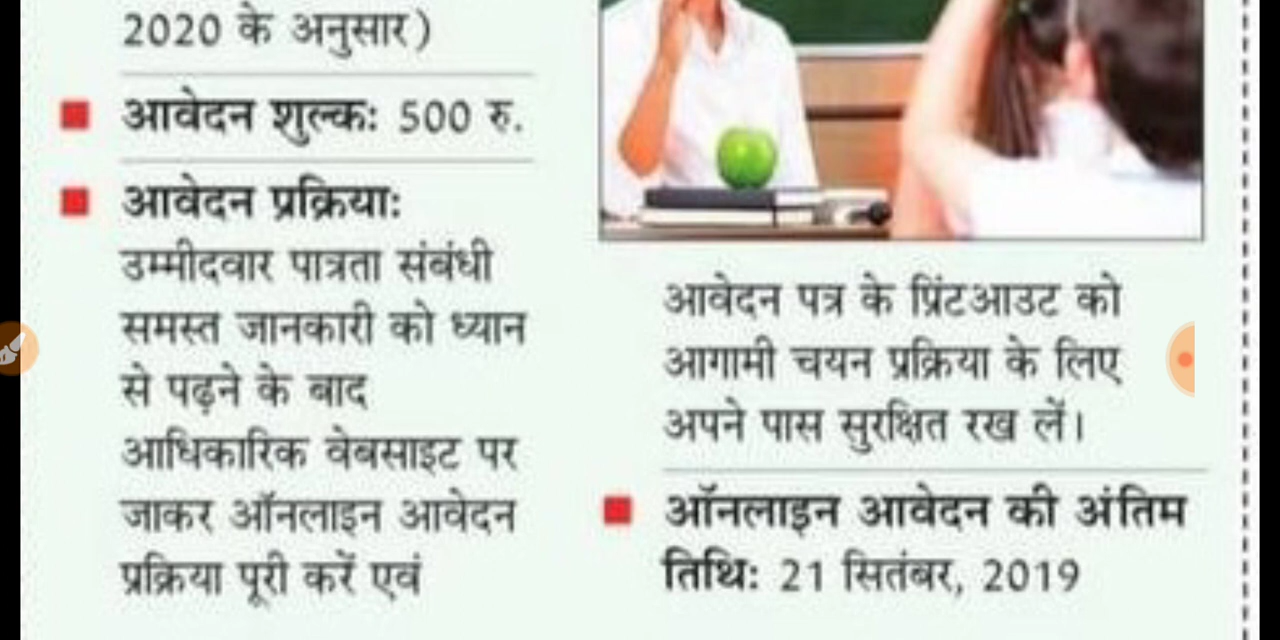 2020 के अनुसार)
आवेदन शुल्कः 500 रु.
आवेदन प्रक्रियाः
उम्मीदवार पात्रता संबंधी
समस्त जानकारी को ध्यान
से पढ़ने के बाद
आधिकारिक वेबसाइट पर
जाकर ऑनलाइन आवेदन
प्रक्रिया पूरी करें एवं
आवेदन पत्र के प्रिंटआउट को
आगामी चयन प्रक्रिया के लिए
अपने पास सुरक्षित रख लें।
ऑनलाइन आवेदन की अंतिम
तिथिः 21 सितंबर, 2019